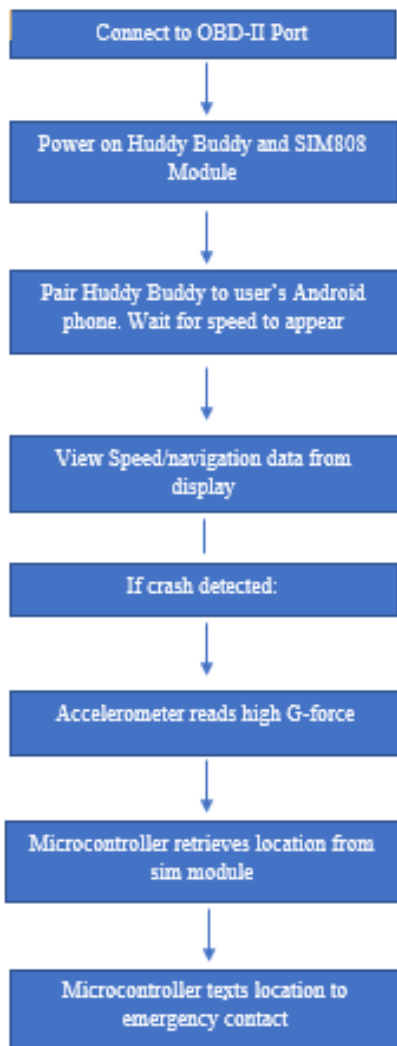 Connect to OBD-II Port
Power on Huddy Buddy and SIM808
Module
Pair Huddy Buddy to user's Android
phone. Wait for speed to appear
View Speed/navigation data from
display
If crash detected:
Accelerometer reads high G-force
Microcontroller retrieves location from
sim module
Microcontroller texts location to
emergency contact